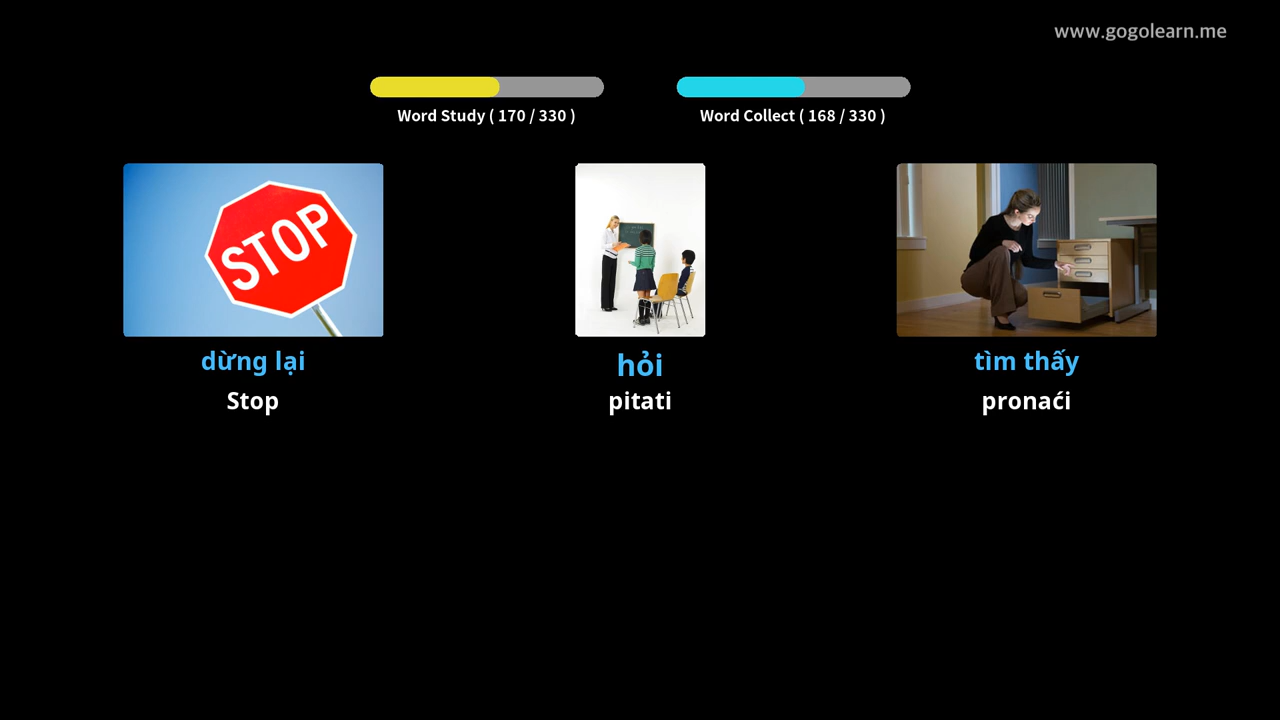 www.gogolearn.me
Word Study ( 170 / 330 )
Word Collect ( 168 / 330 )
STOP
dừng lại
hỏi
tìm thấy
Stop
pitati
pronaći